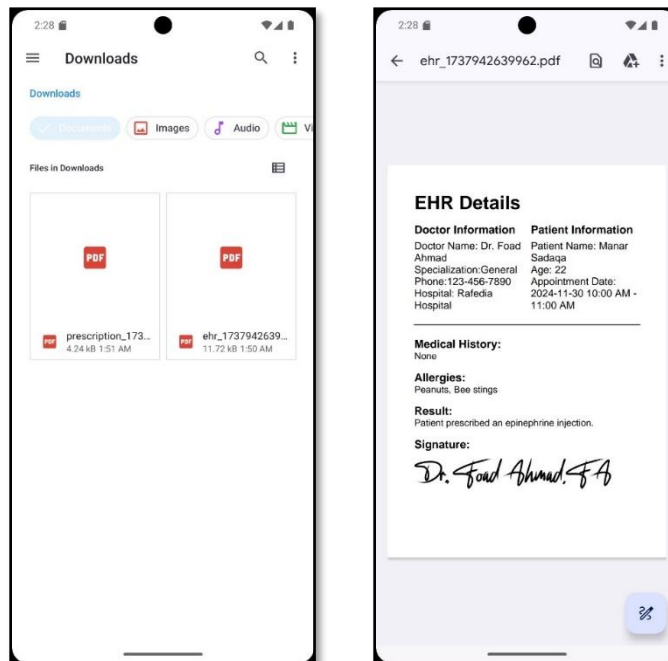 2:28
Downloads
Downloads
Documents
Images
Audio
Vi
Files in Downloads
PDF
PDF
PDF
prescription_173...
4.24 kB 1:51 AM
PDF
ehr_1737942639...
11.72 kB 1:50 AM
2:28
ehr_1737942639962.pdf
EHR Details
Doctor Information
Doctor Name: Dr. Foad
Ahmad
Specialization:General
Phone:123-456-7890
Hospital: Rafedia
Hospital
Patient Information
Patient Name: Manar
Sadaqa
Age: 22
Appointment Date:
2024-11-30 10:00 AM -
11:00 AM
Medical History:
None
Allergies:
Peanuts, Bee stings
Result:
Patient prescribed an epinephrine injection.
Signature:
Dr. Foad Ahmad. FA